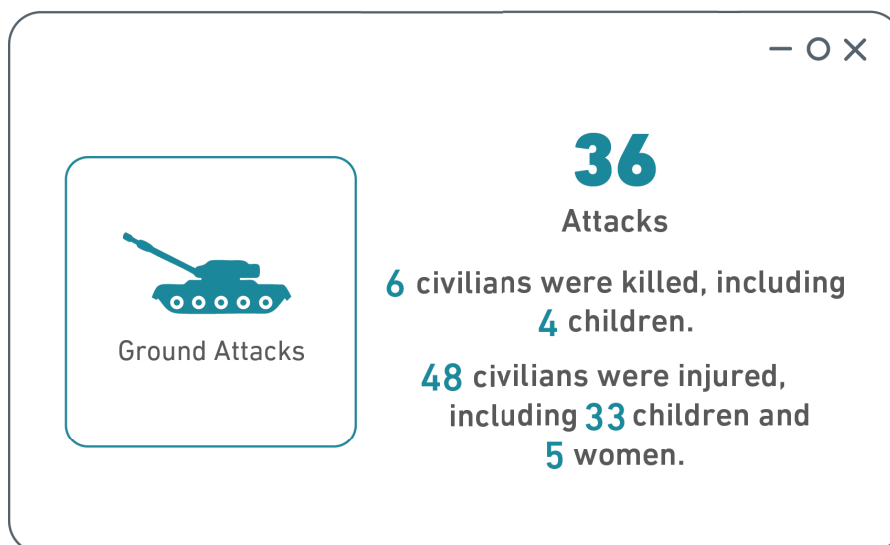 Ground Attacks
36
Attacks
6 civilians were killed, including
4 children.
48 civilians were injured,
including 33 children and
5 women.